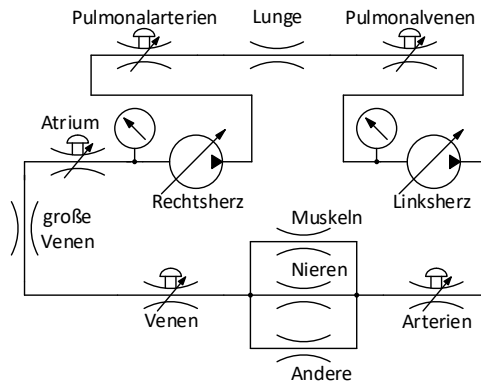 Pulmonalarterien
Lunge
Pulmonalvenen
Atrium
Rechtsherz
Linksherz
große
Venen
Muskeln
Nieren
Venen
Arterien
Andere